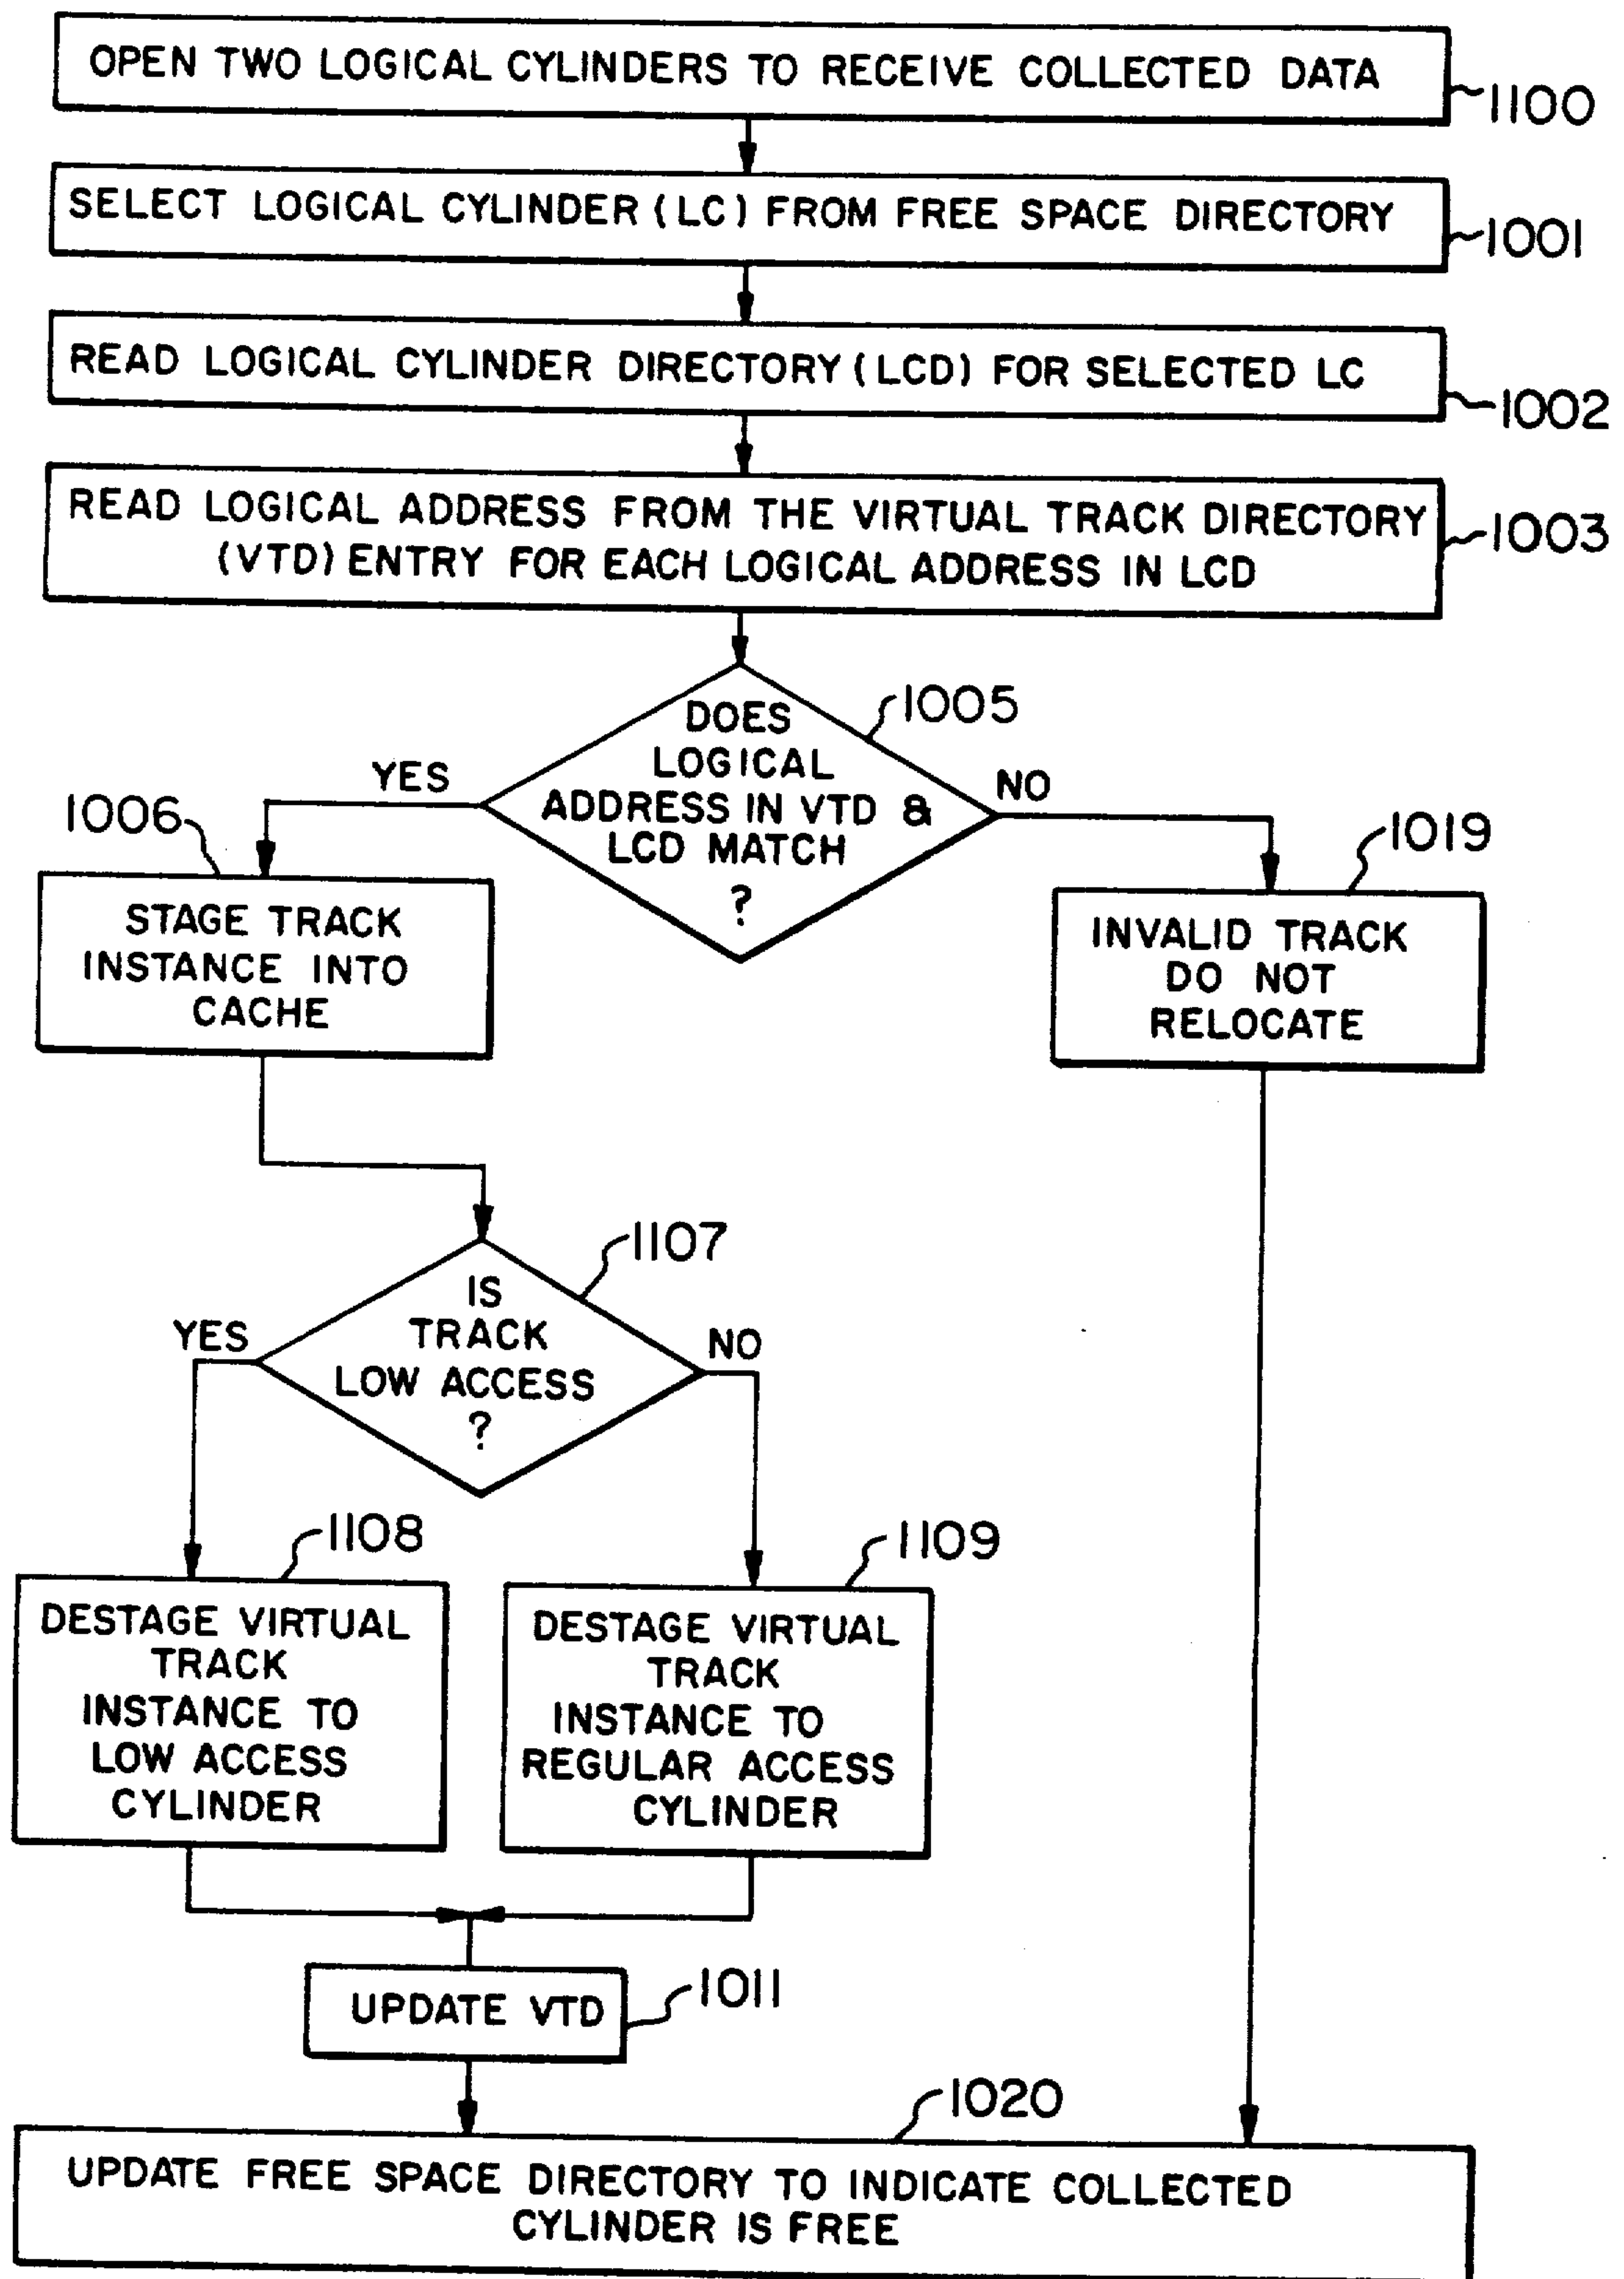 OPEN TWO LOGICAL CYLINDERS TO RECEIVE COLLECTED DATA
1100
SELECT LOGICAL CYLINDER (LC) FROM FREE SPACE DIRECTORY
1001
READ LOGICAL CYLINDER DIRECTORY (LCD) FOR SELECTED LC
1002
READ LOGICAL ADDRESS FROM THE VIRTUAL TRACK DIRECTORY
(VTD) ENTRY FOR EACH LOGICAL ADDRESS IN LCD
1003
1005
DOES
LOGICAL
ADDRESS IN VTD &
LCD MATCH
?
YES
NO
1006
STAGE TRACK
INSTANCE INTO
CACHE
1019
INVALID TRACK
DO NOT
RELOCATE
1107
IS
TRACK
LOW ACCESS
?
YES
NO
1108
DESTAGE VIRTUAL
TRACK
INSTANCE TO
LOW ACCESS
CYLINDER
1109
DESTAGE VIRTUAL
TRACK
INSTANCE TO
REGULAR ACCESS
CYLINDER
UPDATE VTD
1011
1020
UPDATE FREE SPACE DIRECTORY TO INDICATE COLLECTED
CYLINDER IS FREE